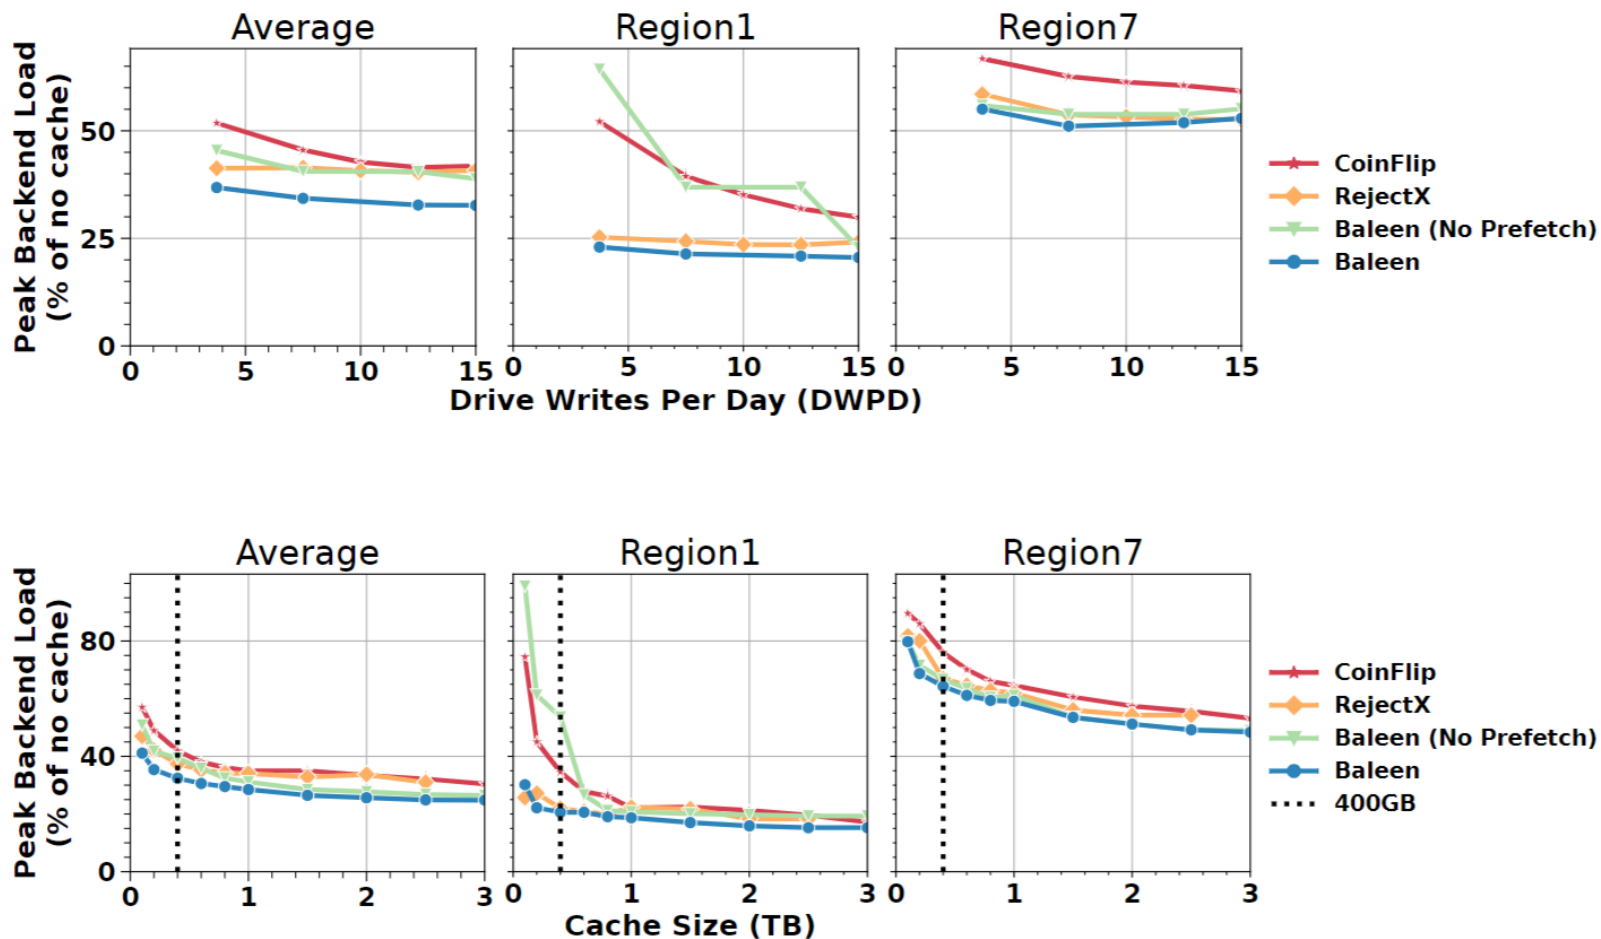 Average Region1 Region7
Peak Backend Load
(% of no cache)
50
25
0
0 5 10 15 0 5 10 15 0 5 10 15
Drive Writes Per Day (DWPD)
CoinFlip
RejectX
Baleen (No Prefetch)
Baleen
Average Region1 Region7
Peak Backend Load
(% of no cache)
80
40
0
0 1 2 3 0 1 2 3 0 1 2 3
Cache Size (TB)
CoinFlip
RejectX
Baleen (No Prefetch)
Baleen
400GB